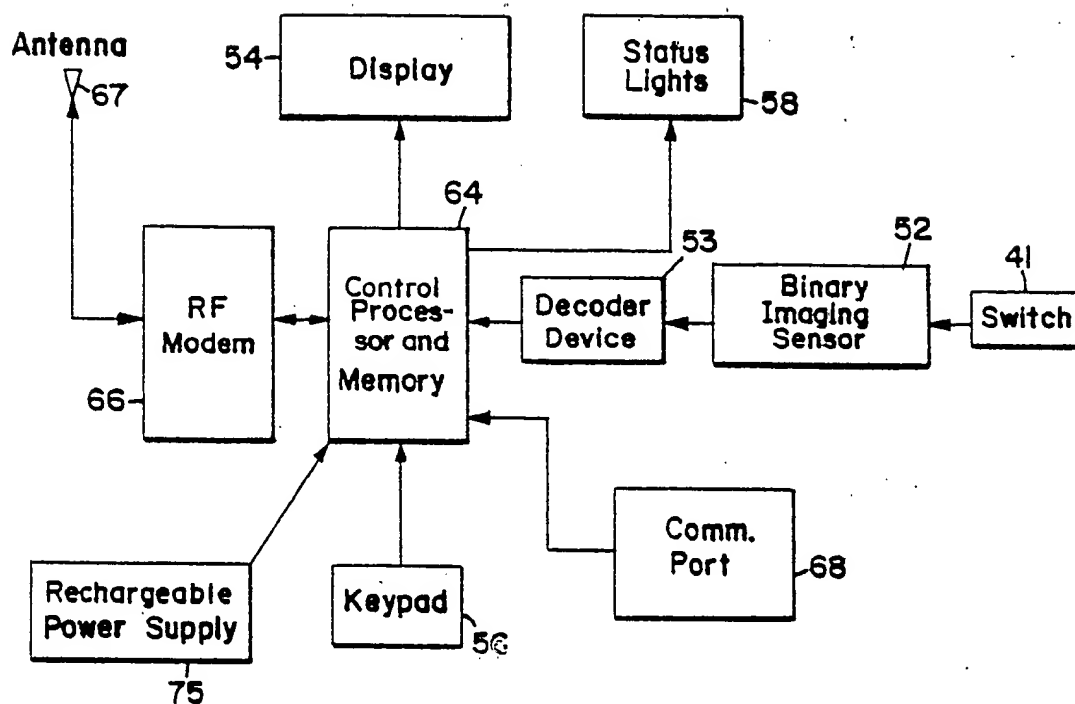 Antenna
67
54
Display
Status
Lights
58
64
RF
Modem
66
Control
Proces-
sor and
Memory
53
Decoder
Device
52
Binary
Imaging
Sensor
41
Switch
Comm.
Port
68
Rechargeable
Power Supply
75
Keypad
56